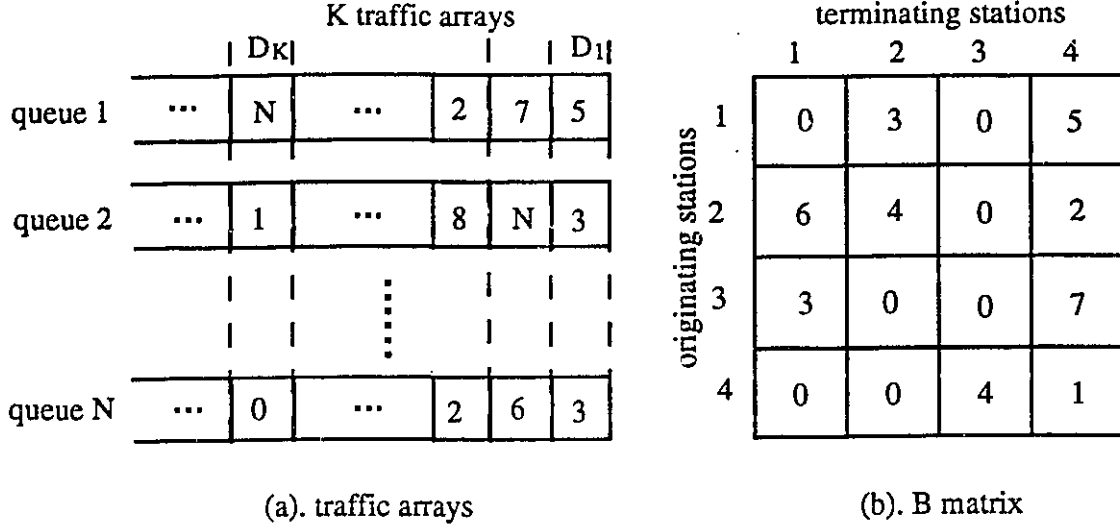 K traffic arrays
DK D1
queue 1 ... N ... 2 7 5
queue 2 ... 1 ... 8 N 3
queue N ... 0 ... 2 6 3
(a). traffic arrays
terminating stations
1 2 3 4
originating stations
1 0 3 0 5
2 6 4 0 2
3 3 0 0 7
4 0 0 4 1
(b). B matrix